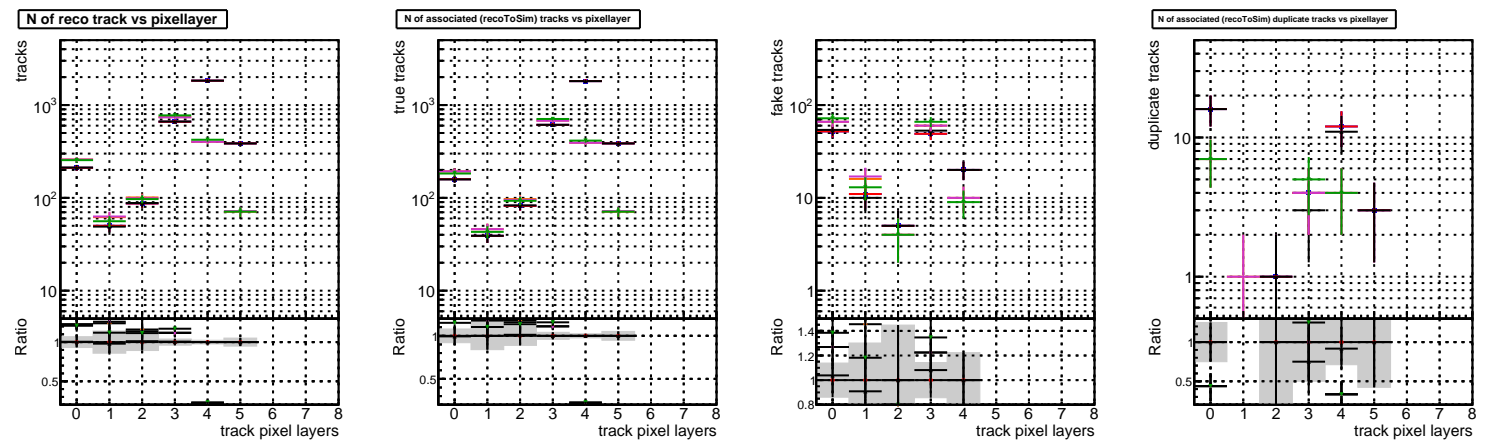 N of reco track vs pixellayer
tracks
10³
10²
10
Ratio
1
0.5
0 1 2 3 4 5 6 7 8
track pixel layers
N of associated (recoToSim) tracks vs pixellayer
true tracks
10³
10²
10
Ratio
1
0.5
0 1 2 3 4 5 6 7 8
track pixel layers
fake tracks
10²
10
1
Ratio
1.4
1.2
1
0.8
0 1 2 3 4 5 6 7 8
track pixel layers
N of associated (recoToSim) duplicate tracks vs pixellayer
duplicate tracks
10
1
Ratio
1
0.5
0 1 2 3 4 5 6 7 8
track pixel layers